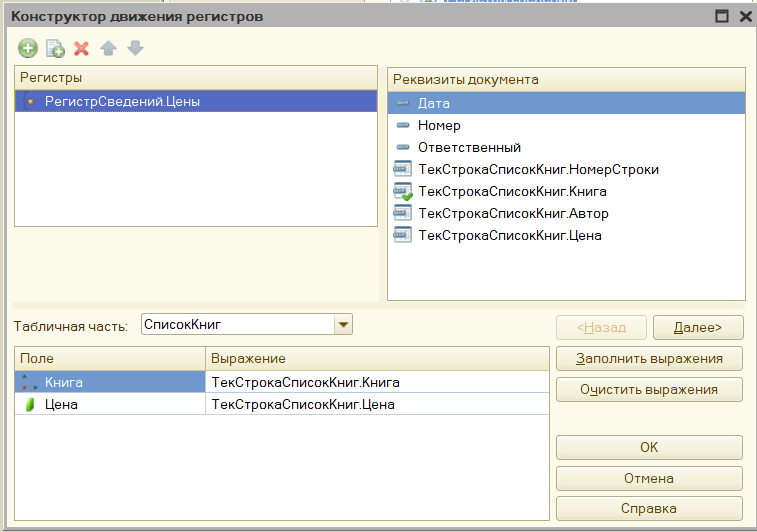 Конструктор движения регистров
Регистры
РегистрСведений.Цены
Реквизиты документа
Дата
Номер
Ответственный
ТекСтрокаСписокКниг.НомерСтроки
ТекСтрокаСписокКниг.Книга
ТекСтрокаСписокКниг.Автор
ТекСтрокаСписокКниг.Цена
Табличная часть: СписокКниг
<Назад Далее>
Поле Выражение
Книга ТекСтрокаСписокКниг.Книга
Цена ТекСтрокаСписокКниг.Цена
Заполнить выражения
Очистить выражения
OK
Отмена
Справка